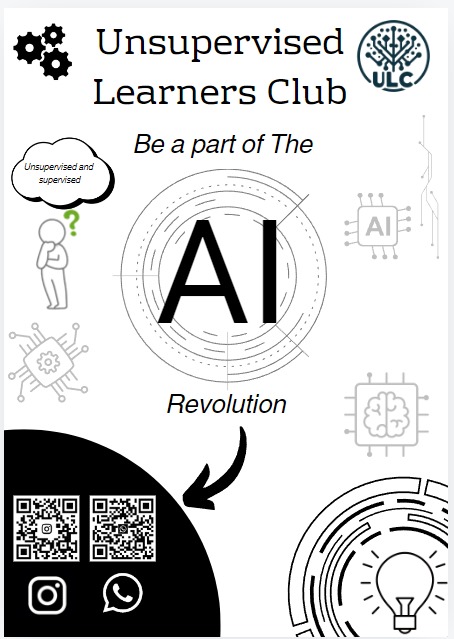 Unsupervised
Learners Club
ULC
Be a part of The
Unsupervised and
supervised
?
AI
AI
Revolution